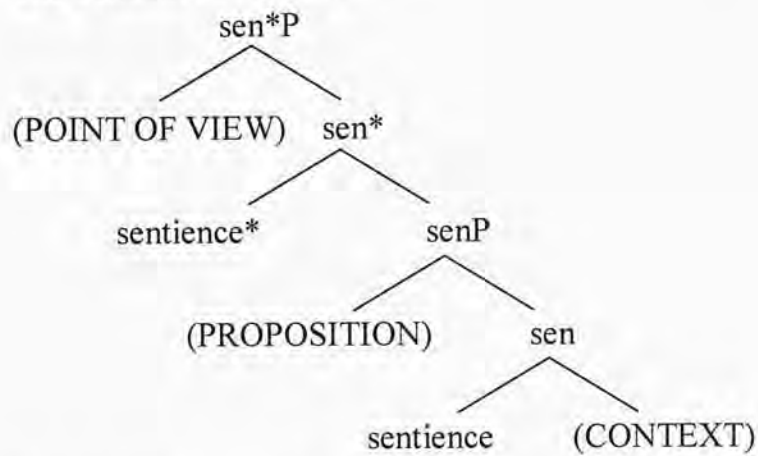 sen*P
(POINT OF VIEW) sen*
sentience* senP
(PROPOSITION) sen
sentience (CONTEXT)